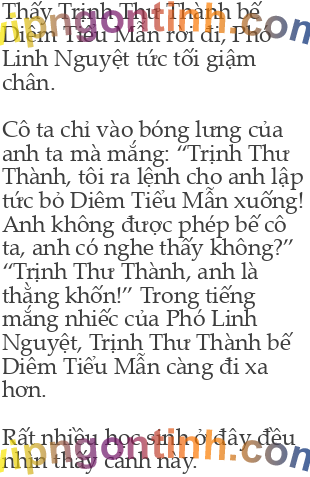 Thấy Trịnh Thư Thành bế
Diêm Tiểu Mẫn rời đi, Phó
Linh Nguyệt tức tối giậm
chân.
Cô ta chỉ vào bóng lưng của
anh ta mà mắng: “Trịnh Thư
Thành, tôi ra lệnh cho anh lập
tức bỏ Diêm Tiểu Mẫn xuống!
Anh không được phép bế cô
ta, anh có nghe thấy không?”
“Trịnh Thư Thành, anh là
thằng khốn!” Trong tiếng
mắng nhiếc của Phó Linh
Nguyệt, Trịnh Thư Thành bế
Diêm Tiểu Mẫn càng đi xa
hơn.
Rất nhiều học sinh ở đây đều
nhìn thấy cảnh này.
vipngontinh.com
vipngontinh.com